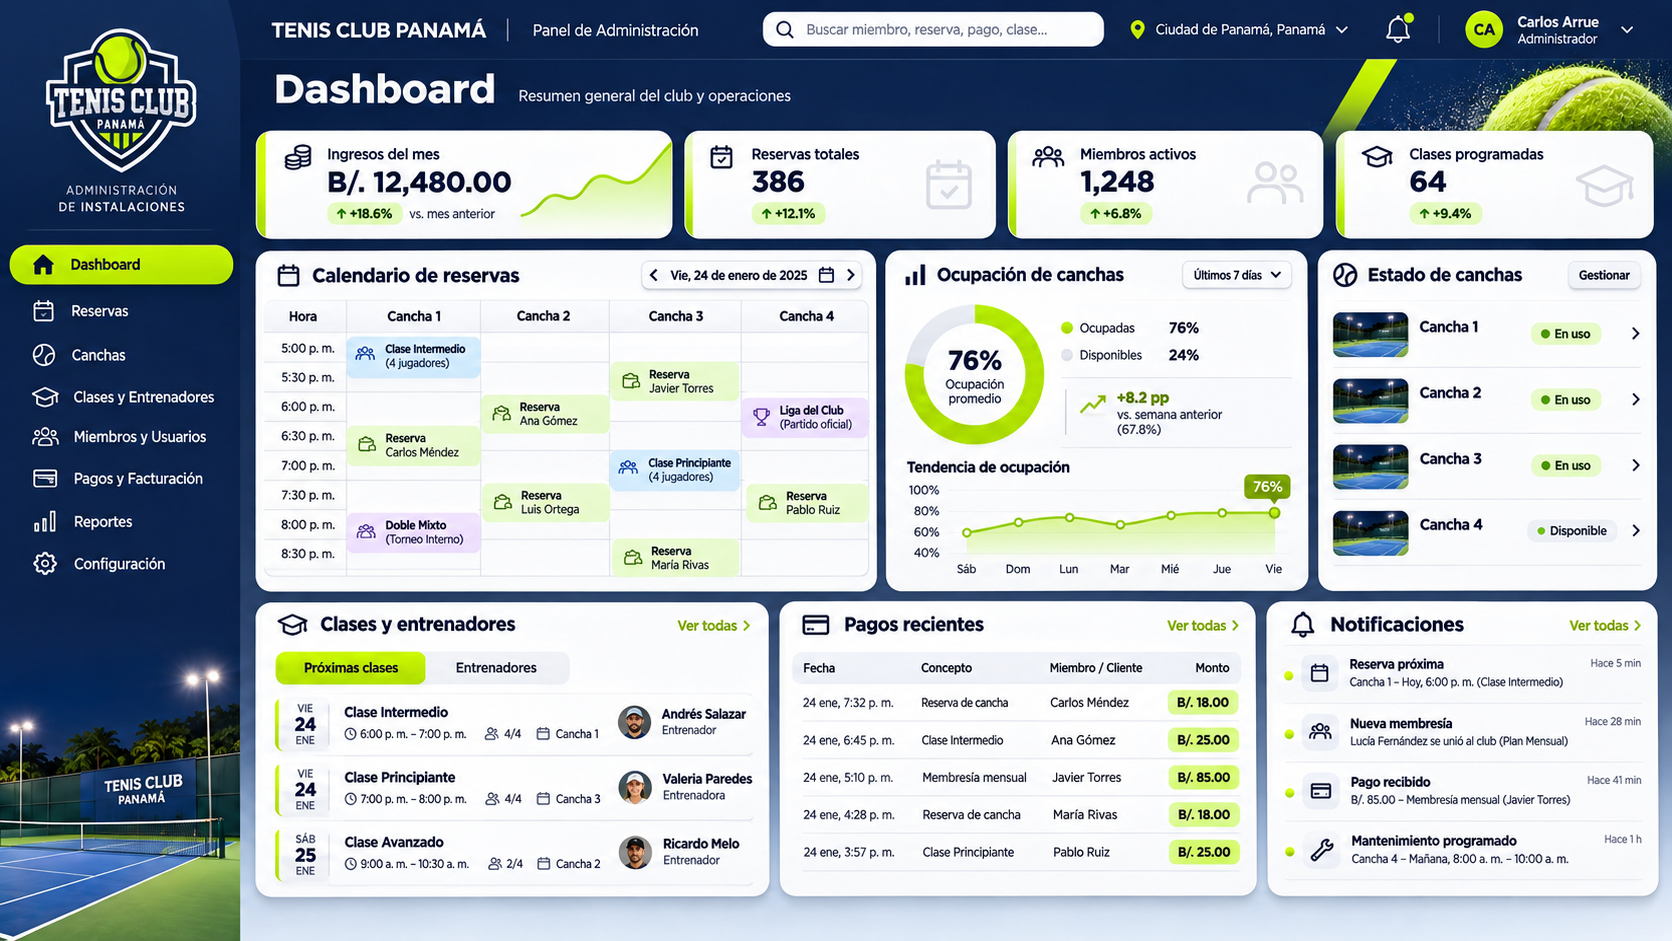 TENIS CLUB
PANAMÁ
ADMINISTRACIÓN
DE INSTALACIONES
Dashboard
Reservas
Canchas
Clases y Entrenadores
Miembros y Usuarios
Pagos y Facturación
Reportes
Configuración
TENIS CLUB
PANAMÁ
TENIS CLUB PANAMÁ
Panel de Administración
Buscar miembro, reserva, pago, clase...
Ciudad de Panamá, Panamá
CA
Carlos Arrue
Administrador
Dashboard
Resumen general del club y operaciones
Ingresos del mes
B/. 12,480.00
+18.6% vs. mes anterior
Reservas totales
386
+12.1%
Miembros activos
1,248
+6.8%
Clases programadas
64
+9.4%
Calendario de reservas
Vie, 24 de enero de 2025
Hora Cancha 1 Cancha 2 Cancha 3 Cancha 4
5:00 p. m.
5:30 p. m.
6:00 p. m.
6:30 p. m.
7:00 p. m.
7:30 p. m.
8:00 p. m.
8:30 p. m.
Clase Intermedio
(4 jugadores)
Reserva
Carlos Méndez
Doble Mixto
(Torneo Interno)
Reserva
Ana Gómez
Reserva
Luis Ortega
Reserva
Javier Torres
Clase Principiante
(4 jugadores)
Reserva
María Rivas
Liga del Club
(Partido oficial)
Reserva
Pablo Ruiz
Ocupación de canchas
Últimos 7 días
76%
Ocupación
promedio
Ocupadas 76%
Disponibles 24%
+8.2 pp
vs. semana anterior
(67.8%)
Tendencia de ocupación
100%
80%
60%
40%
76%
Sáb Dom Lun Mar Mié Jue Vie
Estado de canchas
Gestionar
Cancha 1 En uso
Cancha 2 En uso
Cancha 3 En uso
Cancha 4 Disponible
Clases y entrenadores
Ver todas
Próximas clases
Entrenadores
VIE
24
ENE
Clase Intermedio
6:00 p. m. – 7:00 p. m. 4/4 Cancha 1
Andrés Salazar
Entrenador
VIE
24
ENE
Clase Principiante
7:00 p. m. – 8:00 p. m. 4/4 Cancha 3
Valeria Paredes
Entrenadora
SÁB
25
ENE
Clase Avanzado
9:00 a. m. – 10:30 a. m. 2/4 Cancha 2
Ricardo Melo
Entrenador
Pagos recientes
Ver todas
Fecha Concepto Miembro / Cliente Monto
24 ene, 7:32 p. m. Reserva de cancha Carlos Méndez B/. 18.00
24 ene, 6:45 p. m. Clase Intermedio Ana Gómez B/. 25.00
24 ene, 5:10 p. m. Membresía mensual Javier Torres B/. 85.00
24 ene, 4:28 p. m. Reserva de cancha María Rivas B/. 18.00
24 ene, 3:57 p. m. Clase Principiante Pablo Ruiz B/. 25.00
Notificaciones
Ver todas
Reserva próxima Hace 5 min
Cancha 1 – Hoy, 6:00 p. m. (Clase Intermedio)
Nueva membresía Hace 28 min
Lucía Fernández se unió al club (Plan Mensual)
Pago recibido Hace 41 min
B/. 85.00 – Membresía mensual (Javier Torres)
Mantenimiento programado Hace 1 h
Cancha 4 – Mañana, 8:00 a. m. – 10:00 a. m.